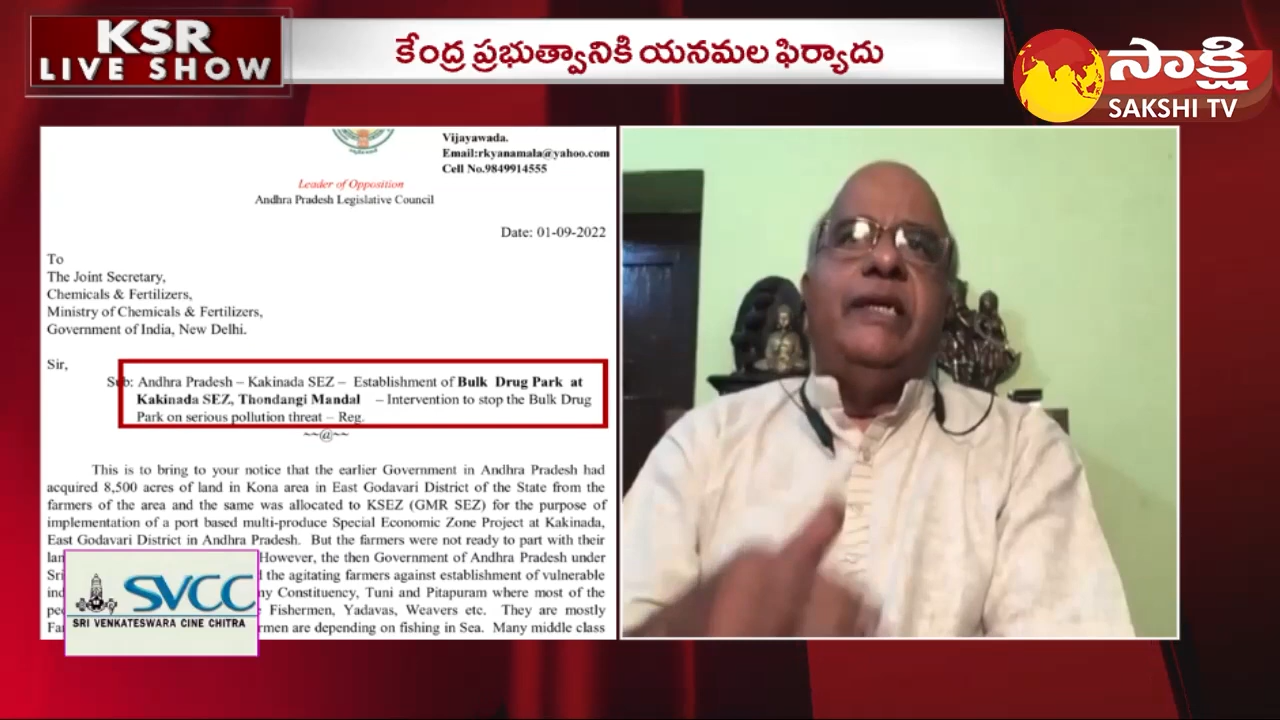 KSR
LIVE SHOW
కేంద్ర ప్రభుత్వానికి యనమల ఫిర్యాదు
సాక్షి
SAKSHI TV
Vijayawada.
Email:rkyanamala@yahoo.com
Cell No.9849914555
Leader of Opposition
Andhra Pradesh Legislative Council
Date: 01-09-2022
To
The Joint Secretary,
Chemicals & Fertilizers,
Ministry of Chemicals & Fertilizers,
Government of India, New Delhi.
Sir,
Sub: Andhra Pradesh – Kakinada SEZ – Establishment of Bulk Drug Park at
Kakinada SEZ, Thondangi Mandal – Intervention to stop the Bulk Drug
Park on serious pollution threat – Reg.
~~@~~
This is to bring to your notice that the earlier Government in Andhra Pradesh had
acquired 8,500 acres of land in Kona area in East Godavari District of the State from the
farmers of the area and the same was allocated to KSEZ (GMR SEZ) for the purpose of
implementation of a port based multi-produce Special Economic Zone Project at Kakinada,
East Godavari District in Andhra Pradesh. But the farmers were not ready to part with their
However, the then Government of Andhra Pradesh under
Sri the agitating farmers against establishment of vulnerable
Constituency, Tuni and Pitapuram where most of the
Fishermen, Yadavas, Weavers etc. They are mostly
are depending on fishing in Sea. Many middle class
SVCC
SRI VENKATESWARA CINE CHITRA